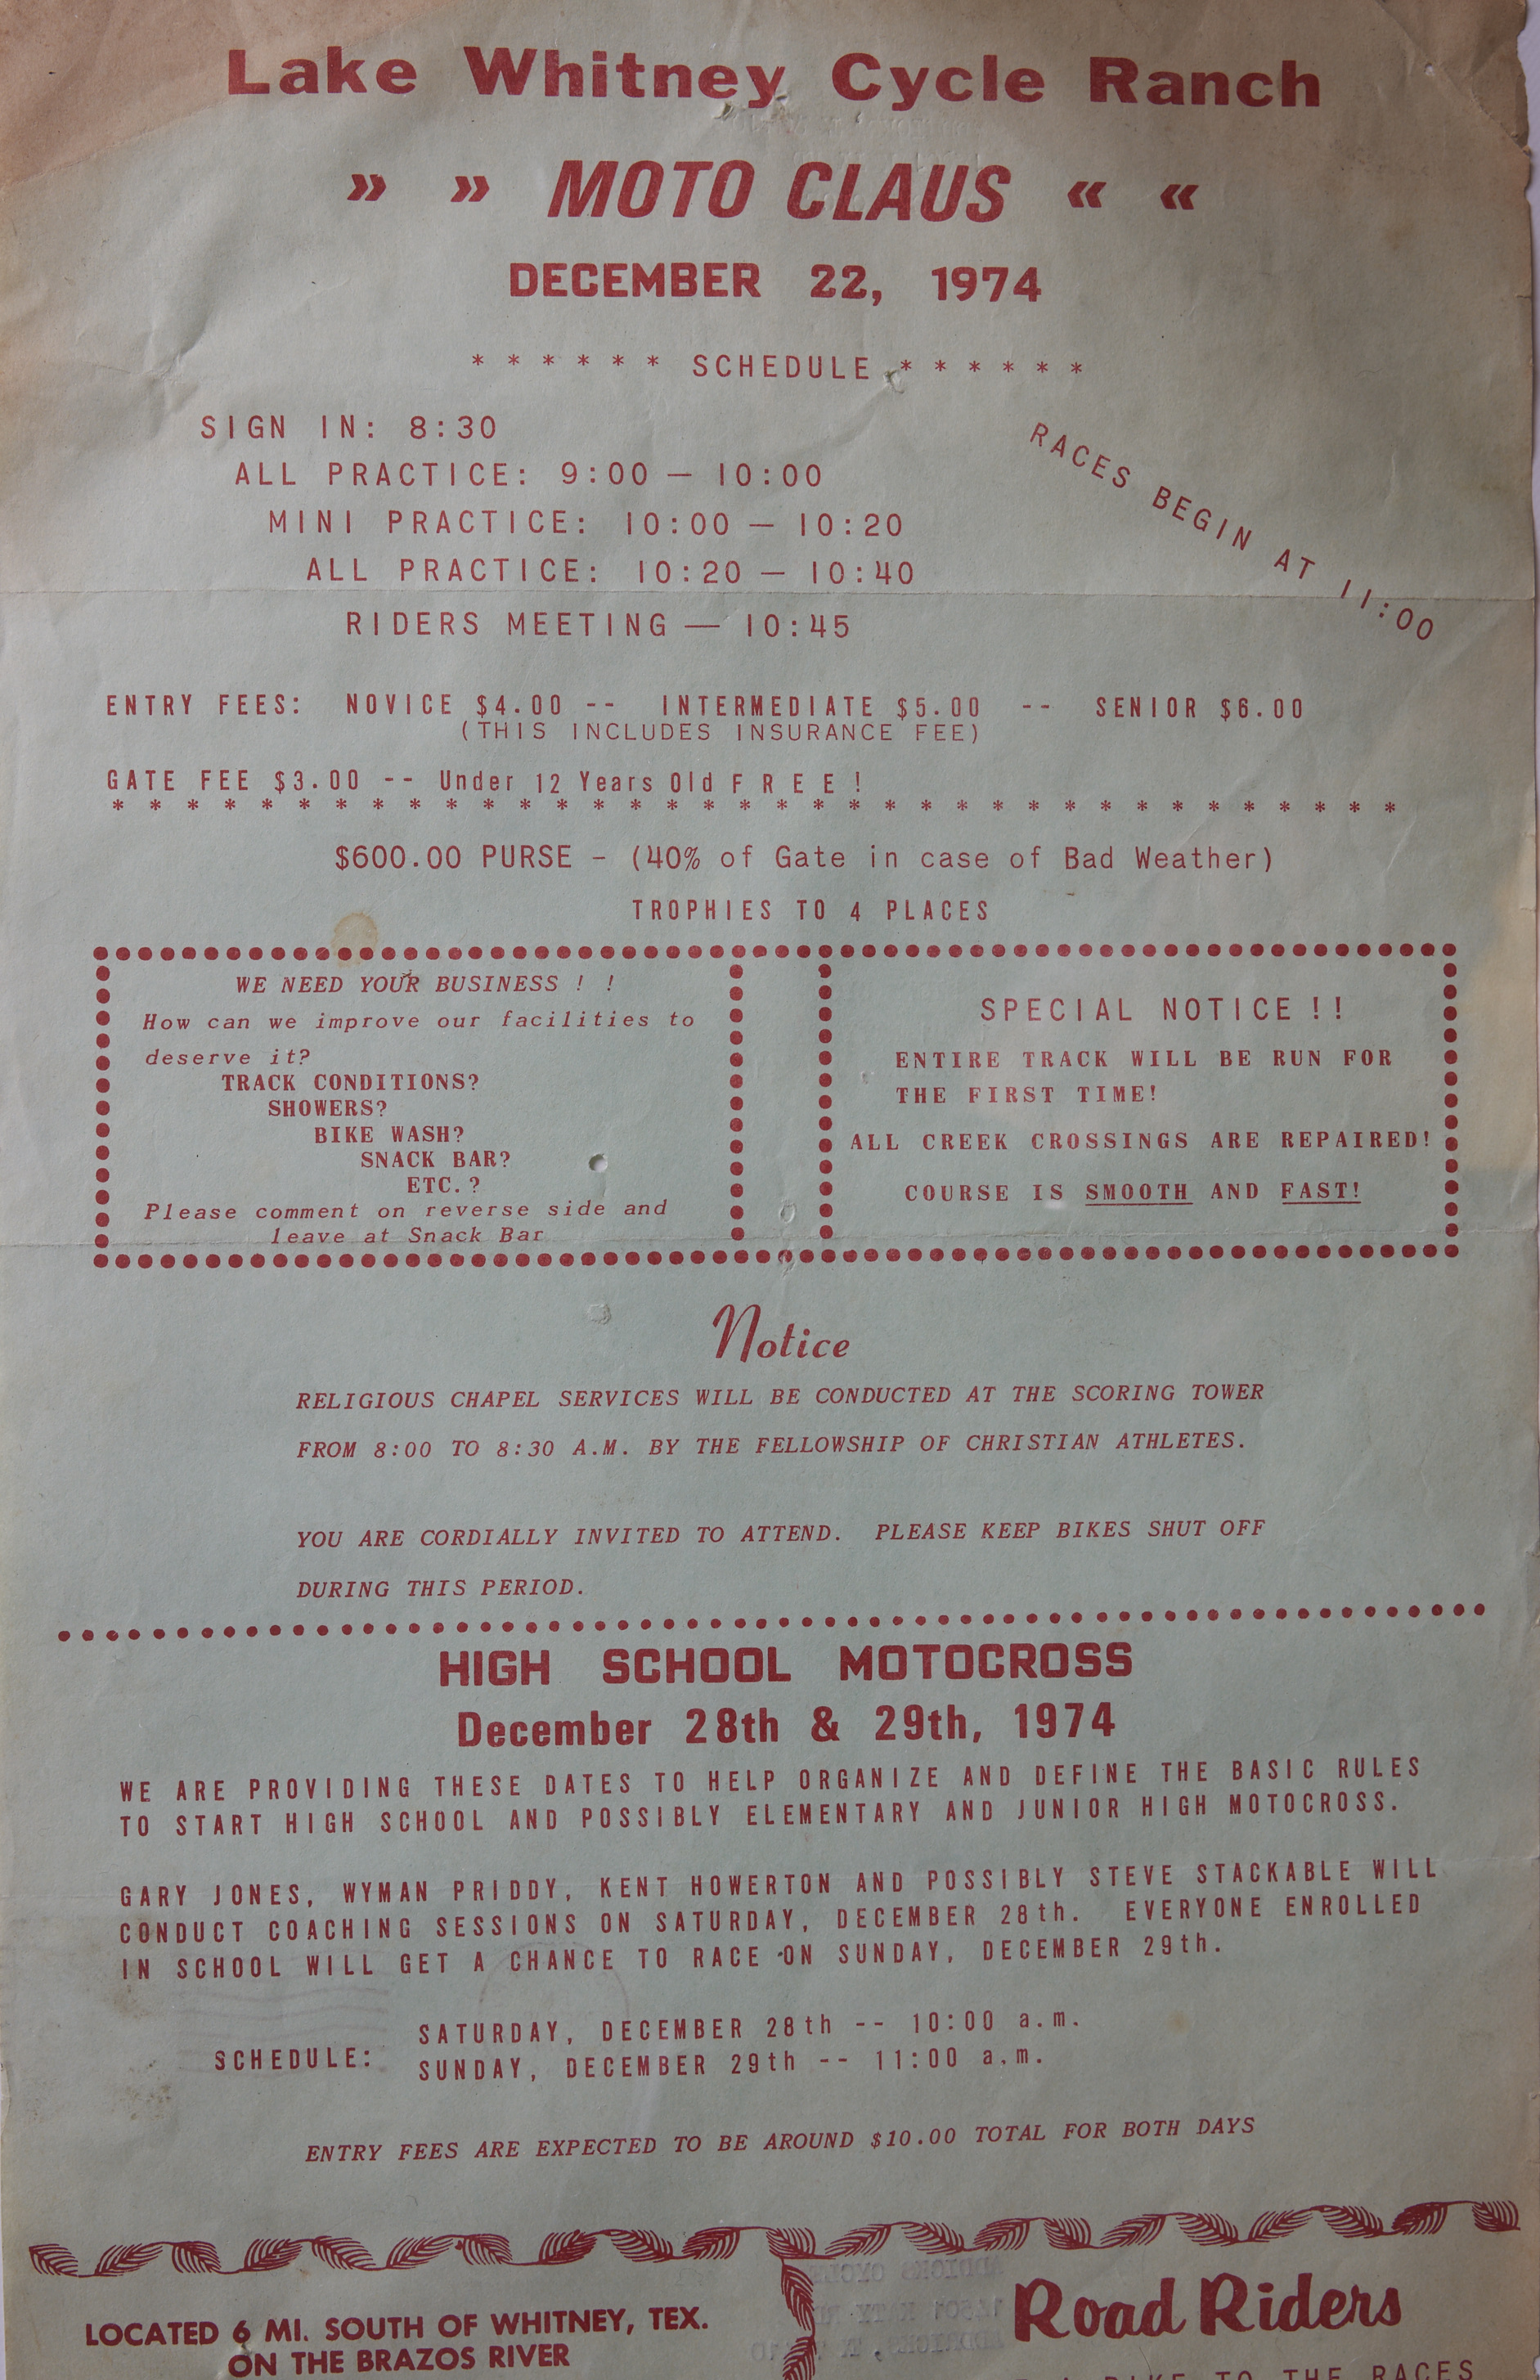 Lake Whitney Cycle Ranch
» » MOTO CLAUS « «
DECEMBER 22, 1974
* * * * * * SCHEDULE * * * * * *
SIGN IN: 8:30
ALL PRACTICE: 9:00 — 10:00
MINI PRACTICE: 10:00 — 10:20
ALL PRACTICE: 10:20 — 10:40
RIDERS MEETING — 10:45
RACES BEGIN AT 11:00
ENTRY FEES: NOVICE $4.00 -- INTERMEDIATE $5.00 -- SENIOR $6.00
(THIS INCLUDES INSURANCE FEE)
GATE FEE $3.00 -- Under 12 Years Old F R E E !
* * * * * * * * * * * * * * * * * * * * * * * * * * * * * * * * * * *
$600.00 PURSE - (40% of Gate in case of Bad Weather)
TROPHIES TO 4 PLACES
WE NEED YOUR BUSINESS ! !
How can we improve our facilities to
deserve it?
TRACK CONDITIONS?
SHOWERS?
BIKE WASH?
SNACK BAR?
ETC. ?
Please comment on reverse side and
leave at Snack Bar
SPECIAL NOTICE !!
ENTIRE TRACK WILL BE RUN FOR
THE FIRST TIME!
ALL CREEK CROSSINGS ARE REPAIRED!
COURSE IS SMOOTH AND FAST!
Notice
RELIGIOUS CHAPEL SERVICES WILL BE CONDUCTED AT THE SCORING TOWER
FROM 8:00 TO 8:30 A.M. BY THE FELLOWSHIP OF CHRISTIAN ATHLETES.
YOU ARE CORDIALLY INVITED TO ATTEND. PLEASE KEEP BIKES SHUT OFF
DURING THIS PERIOD.
HIGH SCHOOL MOTOCROSS
December 28th & 29th, 1974
WE ARE PROVIDING THESE DATES TO HELP ORGANIZE AND DEFINE THE BASIC RULES
TO START HIGH SCHOOL AND POSSIBLY ELEMENTARY AND JUNIOR HIGH MOTOCROSS.
GARY JONES, WYMAN PRIDDY, KENT HOWERTON AND POSSIBLY STEVE STACKABLE WILL
CONDUCT COACHING SESSIONS ON SATURDAY, DECEMBER 28th. EVERYONE ENROLLED
IN SCHOOL WILL GET A CHANCE TO RACE ON SUNDAY, DECEMBER 29th.
SCHEDULE:
SATURDAY, DECEMBER 28th -- 10:00 a.m.
SUNDAY, DECEMBER 29th -- 11:00 a.m.
ENTRY FEES ARE EXPECTED TO BE AROUND $10.00 TOTAL FOR BOTH DAYS
LOCATED 6 MI. SOUTH OF WHITNEY, TEX.
ON THE BRAZOS RIVER
Road Riders
BIKE TO THE RACES